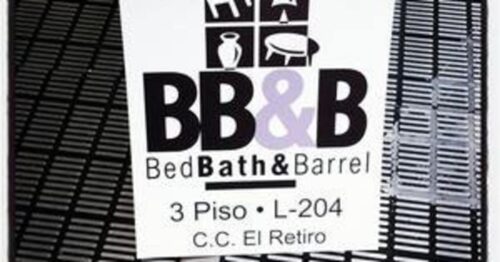 BB&B
BedBath&Barrel
3 Piso • L-204
C.C. El Retiro